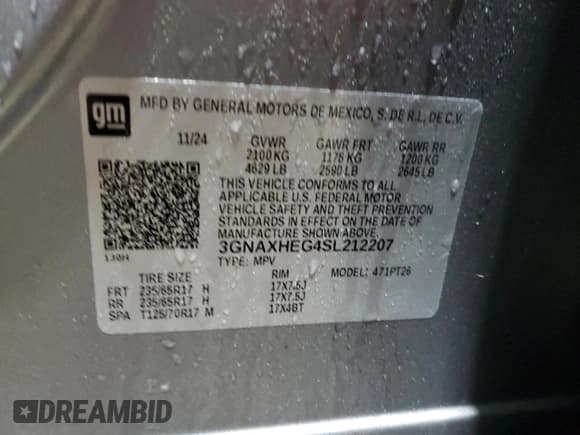 gm
MFD BY GENERAL MOTORS DE MEXICO, S. DE R.L, DE C.V.
11/24 GVWR GAWR FRT GAWR RR
2100 KG 1175 KG 1200 KG
4629 LB 2590 LB 2645 LB
THIS VEHICLE CONFORMS TO ALL
APPLICABLE U.S. FEDERAL MOTOR
VEHICLE SAFETY AND THEFT PREVENTION
STANDARDS IN EFFECT ON THE DATE OF
MANUFACTURE SHOWN ABOVE.
3GNAXHEG4SL212207
130H
TYPE: MPV MODEL: 471PT26
TIRE SIZE RIM
FRT 235/65R17 H 17X7.5J
RR 235/65R17 H 17X7.5J
SPA T125/70R17 M 17X4BT
DREAMBID